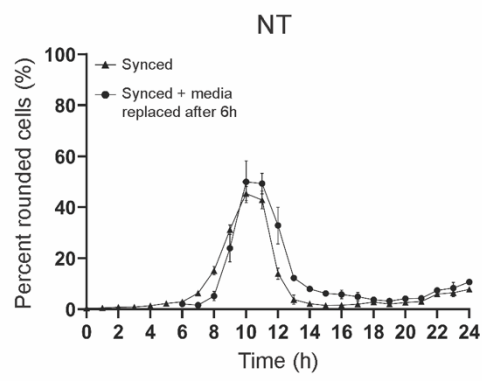 NT
100
80
60
40
20
0
Percent rounded cells (%)
Synced
Synced + media
replaced after 6h
0 2 4 6 8 10 12 14 16 18 20 22 24
Time (h)